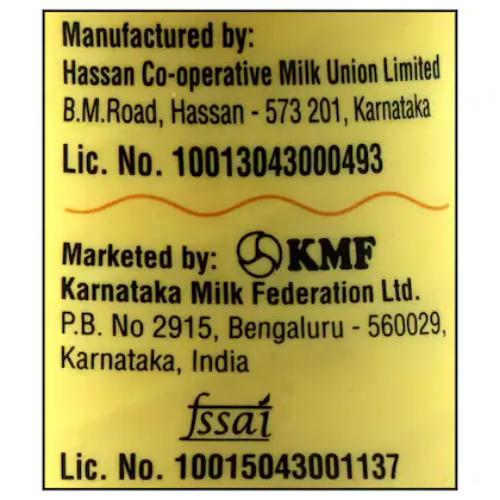 Manufactured by:
Hassan Co-operative Milk Union Limited
B.M.Road, Hassan - 573 201, Karnataka
Lic. No. 10013043000493
Marketed by: KMF
Karnataka Milk Federation Ltd.
P.B. No 2915, Bengaluru - 560029,
Karnataka, India
fssai
Lic. No. 10015043001137